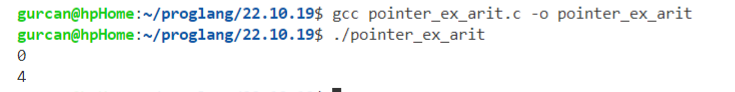 gurcan@hpHome:~/proglang/22.10.19$ gcc pointer_ex_arit.c -o pointer_ex_arit
gurcan@hpHome:~/proglang/22.10.19$ ./pointer_ex_arit
0
4